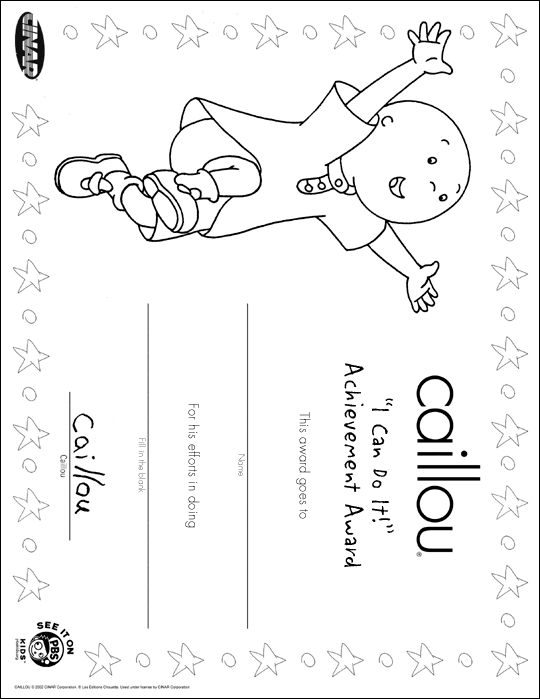 CINAR
caillou®
"I Can Do It!"
Achievement Award
This award goes to
Name
For his efforts in doing
Fill in the blank
Caillou
Caillou
SEE IT ON
PBS
KIDS
CAILLOU © 2002 CINAR Corporation. ® Les Editions Chouette. Used under license by CINAR Corporation